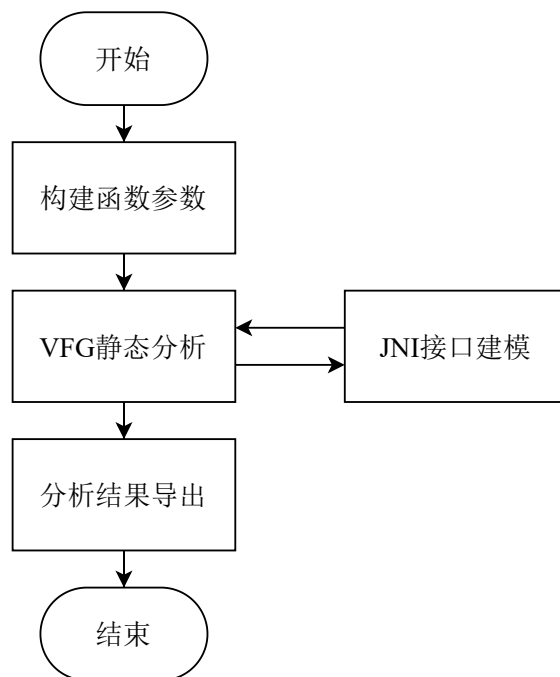 开始
构建函数参数
VFG静态分析
JNI接口建模
分析结果导出
结束